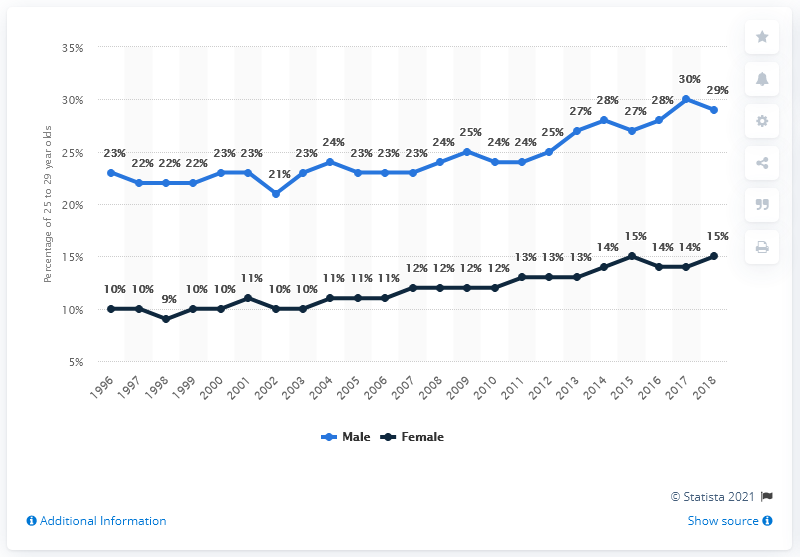 35%
30%
25%
20%
15%
10%
5%
Percentage of 25 to 29 year olds
23% 22% 22% 22% 23% 23% 21% 23% 24% 23% 23% 23% 24% 25% 24% 24% 25% 27% 28% 27% 28% 30% 29%
10% 10% 9% 10% 10% 11% 10% 10% 11% 11% 11% 12% 12% 12% 12% 13% 13% 13% 14% 15% 14% 14% 15%
1996 1997 1998 1999 2000 2001 2002 2003 2004 2005 2006 2007 2008 2009 2010 2011 2012 2013 2014 2015 2016 2017 2018
Male Female
© Statista 2021
Additional Information
Show source